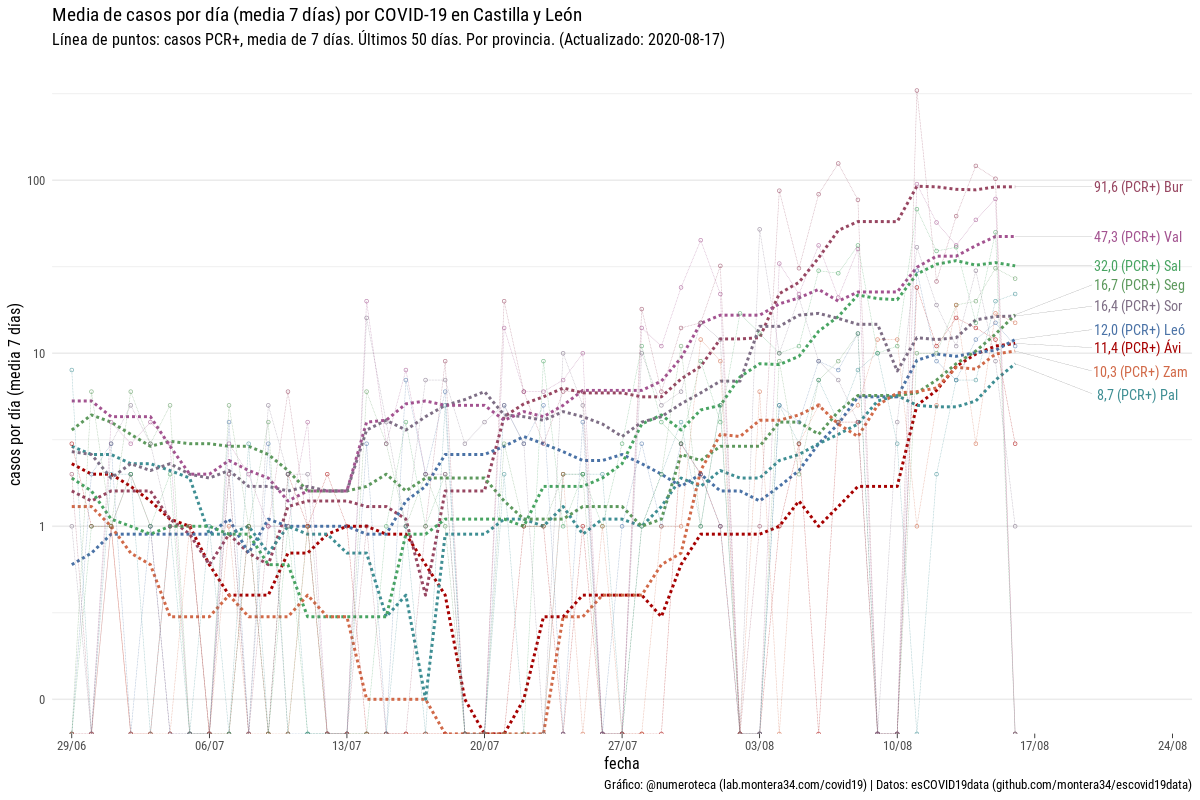 Media de casos por día (media 7 días) por COVID-19 en Castilla y León
Línea de puntos: casos PCR+, media de 7 días. Últimos 50 días. Por provincia. (Actualizado: 2020-08-17)
casos por día (media 7 días)
100
10
1
0
91,6 (PCR+) Bur
47,3 (PCR+) Val
32,0 (PCR+) Sal
16,7 (PCR+) Seg
16,4 (PCR+) Sor
12,0 (PCR+) Leó
11,4 (PCR+) Ávi
10,3 (PCR+) Zam
8,7 (PCR+) Pal
29/06 06/07 13/07 20/07 27/07 03/08 10/08 17/08 24/08
fecha
Gráfico: @numeroteca (lab.montera34.com/covid19) | Datos: esCOVID19data (github.com/montera34/escovid19data)